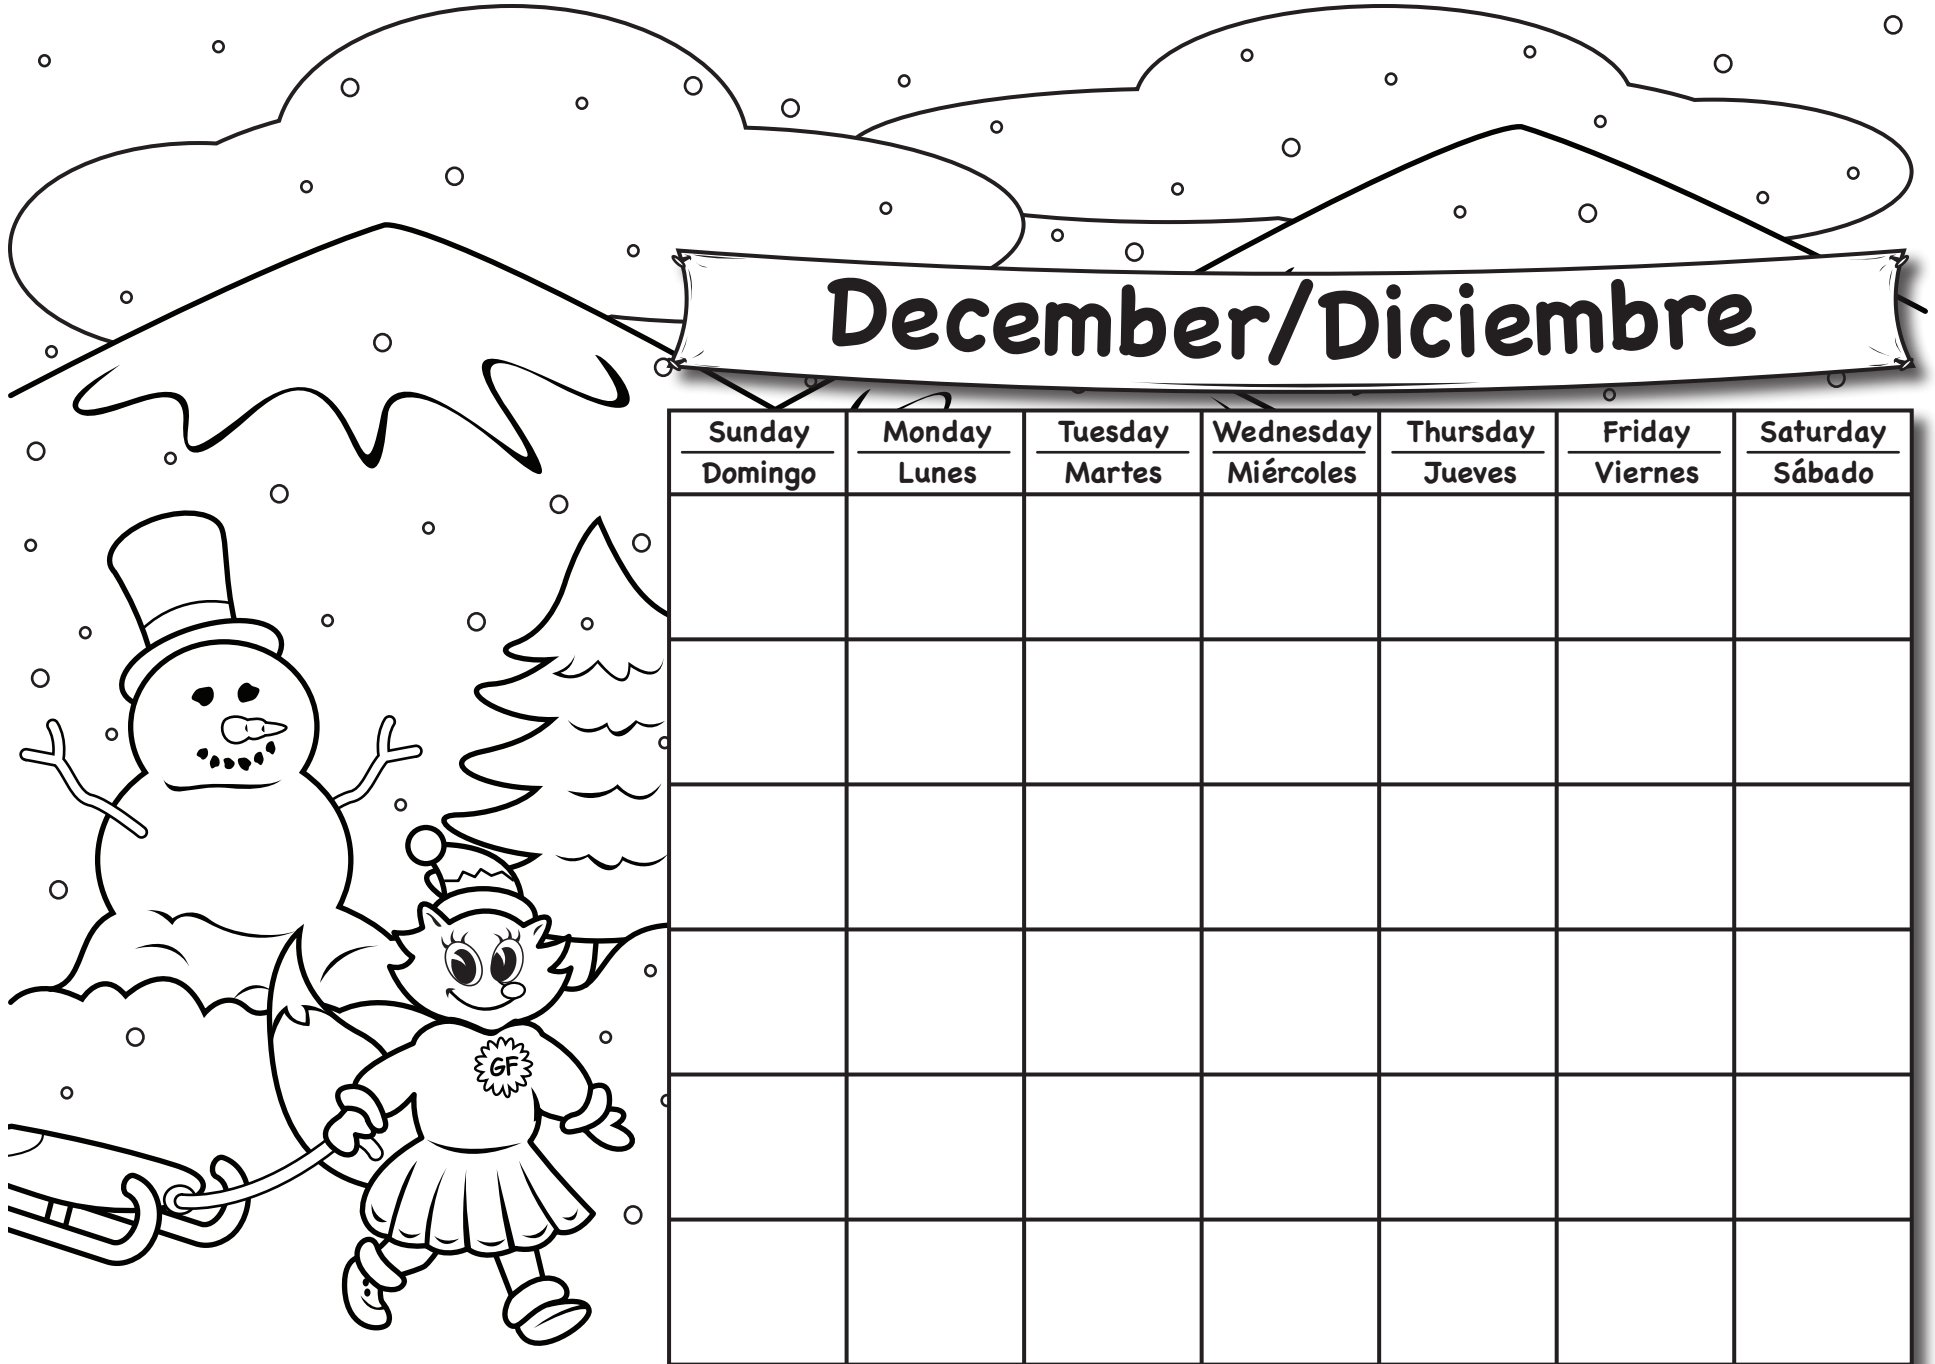 December/Diciembre
Sunday Monday Tuesday Wednesday Thursday Friday Saturday
Domingo Lunes Martes Miércoles Jueves Viernes Sábado
GF